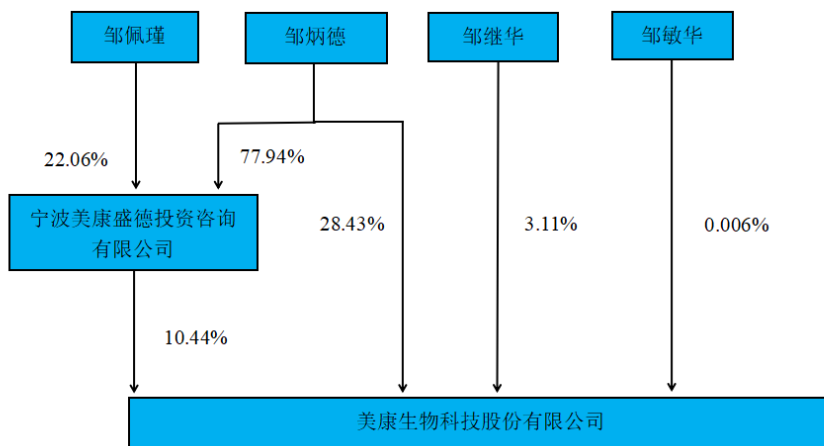 邹佩瑾
邹炳德
邹继华
邹敏华
22.06%
77.94%
宁波美康盛德投资咨询
有限公司
28.43%
3.11%
0.006%
10.44%
美康生物科技股份有限公司